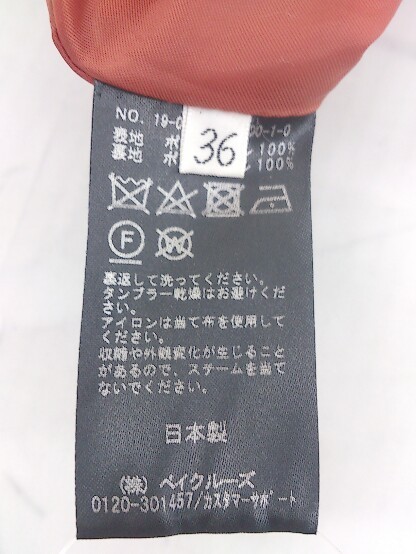 NO. 19-0 00-1-0
36
表地 100%
裏地 100%
F
W
裏返して洗ってください。
タンブラー乾燥はお避けくだ
さい。
アイロンは当て布を使用して
ください。
収縮や外観変化が生じること
があるので、スチームを当て
ないでください。
日本製
(株) ベイクルーズ
0120-301457/カスタマーサポート